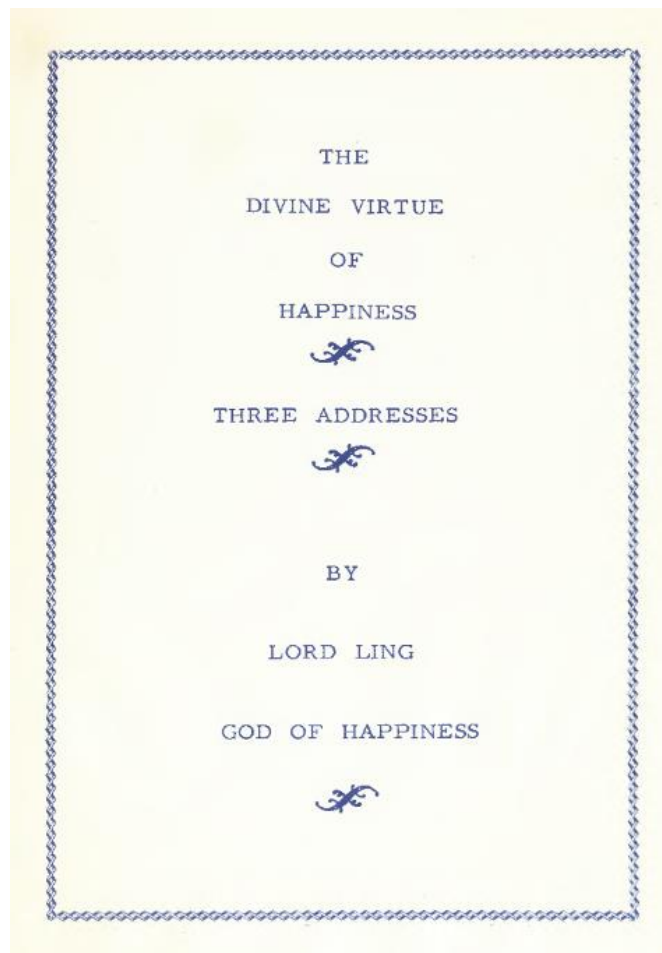 THE
DIVINE VIRTUE
OF
HAPPINESS
THREE ADDRESSES
BY
LORD LING
GOD OF HAPPINESS